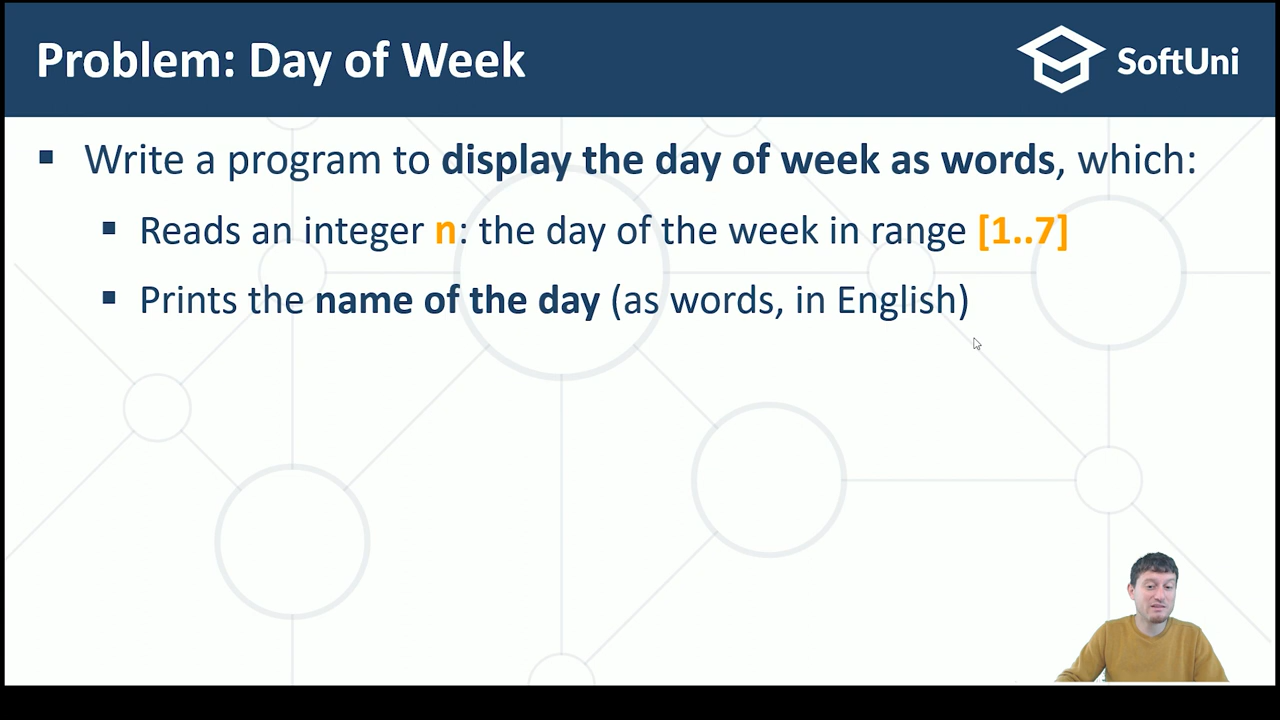 Problem: Day of Week
SoftUni
▪ Write a program to display the day of week as words, which:
▪ Reads an integer n: the day of the week in range [1..7]
▪ Prints the name of the day (as words, in English)